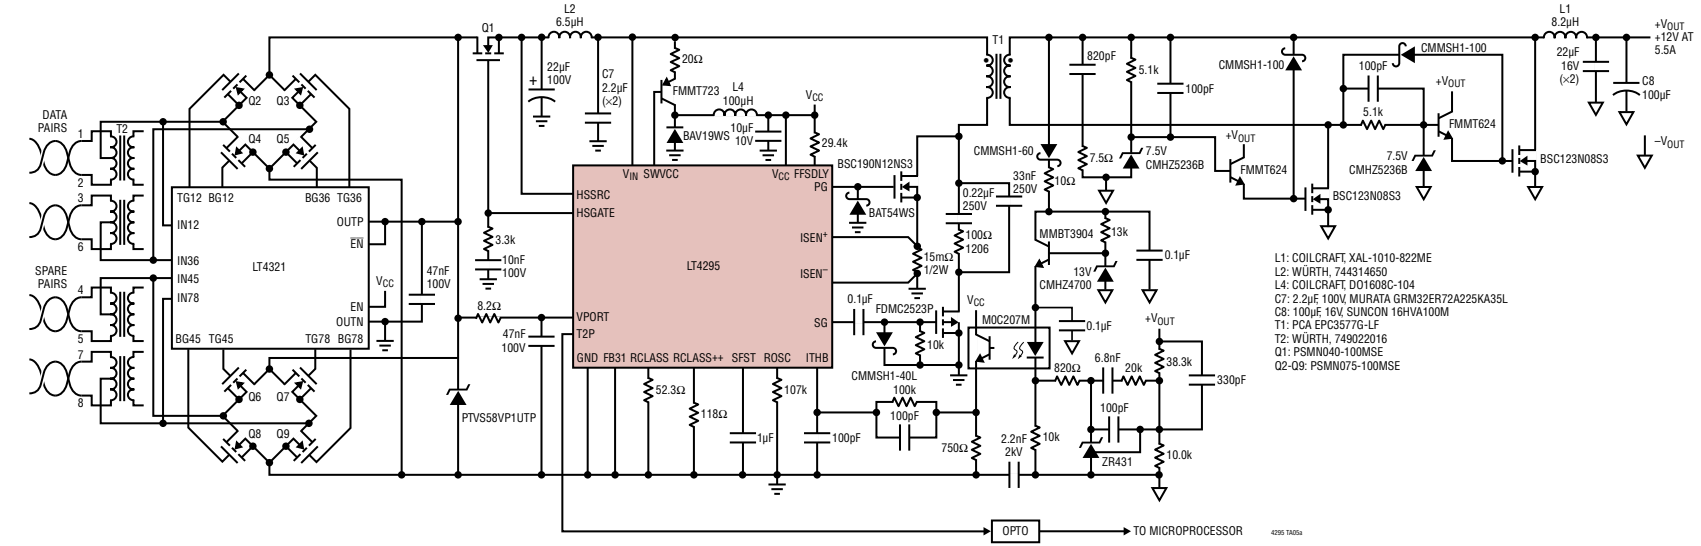 DATA
PAIRS
1
T2
2
3
6
SPARE
PAIRS
4
5
7
8
Q2
Q3
Q4
Q5
TG12 BG12
BG36 TG36
IN12
IN36
IN45
IN78
LT4321
OUTP
EN
VCC
EN
OUTN
BG45 TG45
TG78 BG78
Q6
Q7
Q8
Q9
47nF
100V
PTVS58VP1UTP
8.2Ω
47nF
100V
Q1
3.3k
10nF
100V
L2
6.5µH
+
22µF
100V
C7
2.2µF
(×2)
20Ω
FMMT723
BAV19WS
L4
100µH
10µF
10V
VCC
29.4k
VIN SWVCC
VCC FFSDLY
HSSRC
HSGATE
PG
ISEN+
ISEN–
LT4295
VPORT
T2P
SG
GND FB31 RCLASS RCLASS++ SFST ROSC ITHB
52.3Ω
118Ω
1µF
107k
100pF
BSC190N12NS3
BAT54WS
15mΩ
1/2W
0.1µF
FDMC2523P
10k
CMMSH1-40L
100k
100pF
750Ω
2.2nF
2kV
T1
33nF
250V
0.22µF
250V
100Ω
1206
VCC
MOC207M
CMMSH1-60
10Ω
820pF
7.5Ω
5.1k
7.5V
CMHZ5236B
100pF
MMBT3904
13k
13V
CMHZ4700
0.1µF
0.1µF
820Ω
6.8nF
20k
100pF
10k
ZR431
+VOUT
38.3k
330pF
10.0k
+VOUT
FMMT624
CMMSH1-100
BSC123N08S3
CMMSH1-100
100pF
5.1k
+VOUT
FMMT624
7.5V
CMHZ5236B
BSC123N08S3
L1
8.2µH
22µF
16V
(×2)
+
C8
100µF
+VOUT
+12V AT
5.5A
–VOUT
L1: COILCRAFT, XAL-1010-822ME
L2: WÜRTH, 744314650
L4: COILCRAFT, DO1608C-104
C7: 2.2µF 100V, MURATA GRM32ER72A225KA35L
C8: 100µF, 16V, SUNCON 16HVA100M
T1: PCA EPC3577G-LF
T2: WÜRTH, 749022016
Q1: PSMN040-100MSE
Q2-Q9: PSMN075-100MSE
OPTO
TO MICROPROCESSOR
4295 TA05a